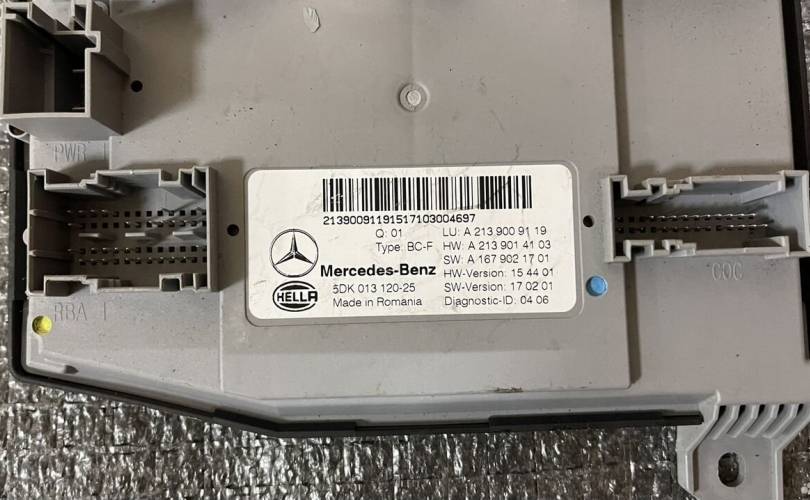 PWR I
21390091191517103004697
Q: 01 LU: A 213 900 91 19
Type: BC-F HW: A 213 901 41 03
SW: A 167 902 17 01
Mercedes-Benz HW-Version: 15 44 01
HELLA 5DK 013 120-25 SW-Version: 17 02 01
Made in Romania Diagnostic-ID: 04 06
COC
RBA I